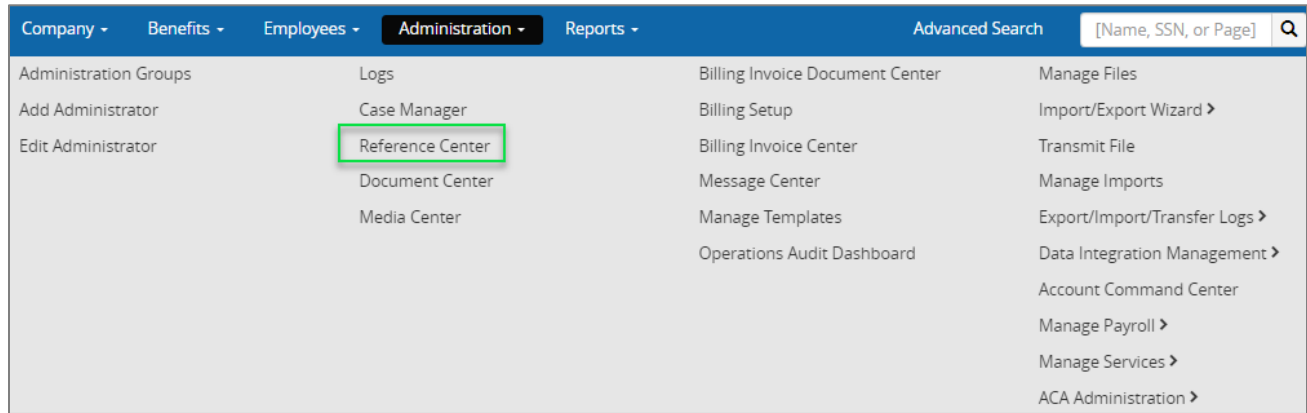 Company Benefits Employees Administration Reports Advanced Search [Name, SSN, or Page]
Administration Groups Logs Billing Invoice Document Center Manage Files
Add Administrator Case Manager Billing Setup Import/Export Wizard >
Edit Administrator Reference Center Billing Invoice Center Transmit File
Document Center Message Center Manage Imports
Media Center Manage Templates Export/Import/Transfer Logs >
Operations Audit Dashboard Data Integration Management >
Account Command Center
Manage Payroll >
Manage Services >
ACA Administration >